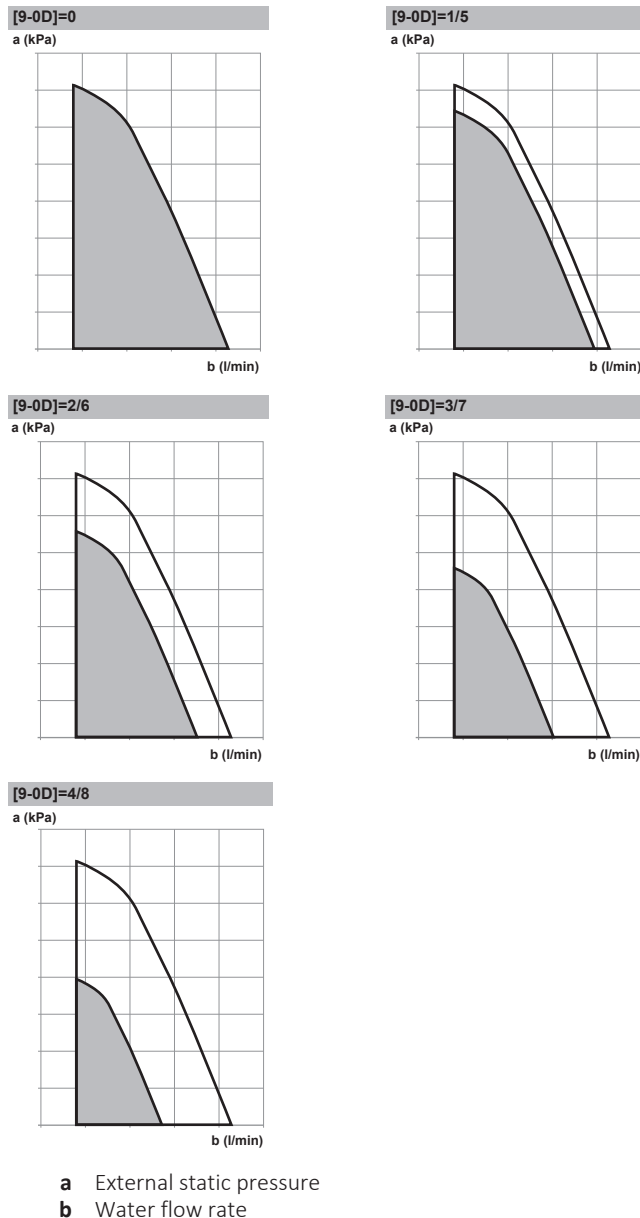 [9-0D]=0
a (kPa)
b (l/min)
[9-0D]=1/5
a (kPa)
b (l/min)
[9-0D]=2/6
a (kPa)
b (l/min)
[9-0D]=3/7
a (kPa)
b (l/min)
[9-0D]=4/8
a (kPa)
b (l/min)
a External static pressure
b Water flow rate